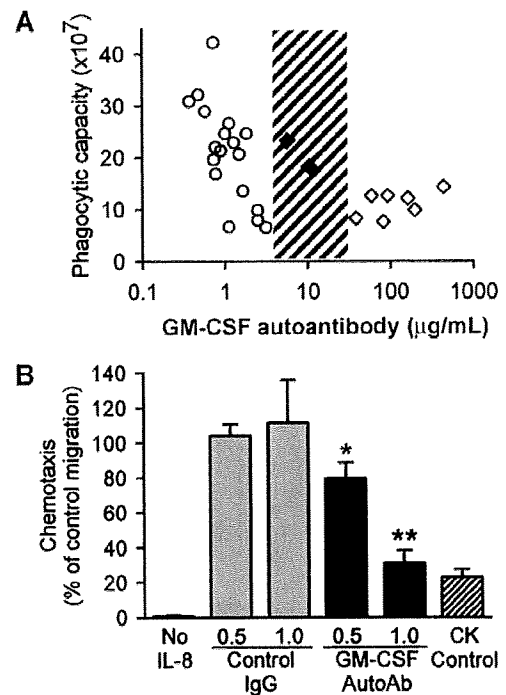 A
Phagocytic capacity (x10⁷)
40
30
20
10
0
0.1 1 10 100 1000
GM-CSF autoantibody (µg/mL)
B
Chemotaxis
(% of control migration)
140
120
100
80
60
40
20
0
*
**
No
IL-8
0.5 1.0
Control
IgG
0.5 1.0
GM-CSF
AutoAb
CK
Control